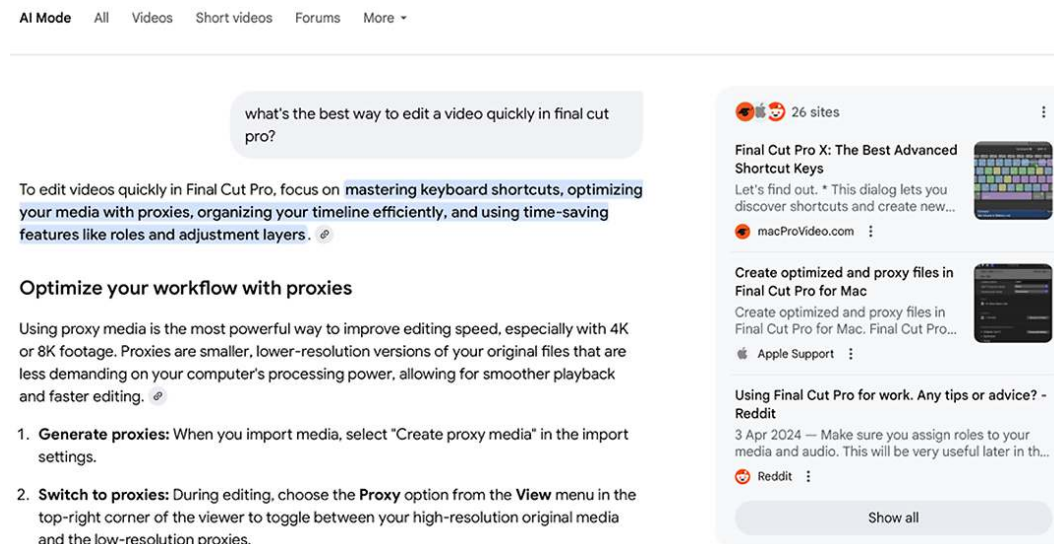 AI Mode All Videos Short videos Forums More
what's the best way to edit a video quickly in final cut
pro?
To edit videos quickly in Final Cut Pro, focus on mastering keyboard shortcuts, optimizing
your media with proxies, organizing your timeline efficiently, and using time-saving
features like roles and adjustment layers.
Optimize your workflow with proxies
Using proxy media is the most powerful way to improve editing speed, especially with 4K
or 8K footage. Proxies are smaller, lower-resolution versions of your original files that are
less demanding on your computer's processing power, allowing for smoother playback
and faster editing.
1. Generate proxies: When you import media, select "Create proxy media" in the import
settings.
2. Switch to proxies: During editing, choose the Proxy option from the View menu in the
top-right corner of the viewer to toggle between your high-resolution original media
and the low-resolution proxies.
26 sites
Final Cut Pro X: The Best Advanced
Shortcut Keys
Let's find out. * This dialog lets you
discover shortcuts and create new...
macProVideo.com
Create optimized and proxy files in
Final Cut Pro for Mac
Create optimized and proxy files in
Final Cut Pro for Mac. Final Cut Pro...
Apple Support
Using Final Cut Pro for work. Any tips or advice? -
Reddit
3 Apr 2024 — Make sure you assign roles to your
media and audio. This will be very useful later in th...
Reddit
Show all